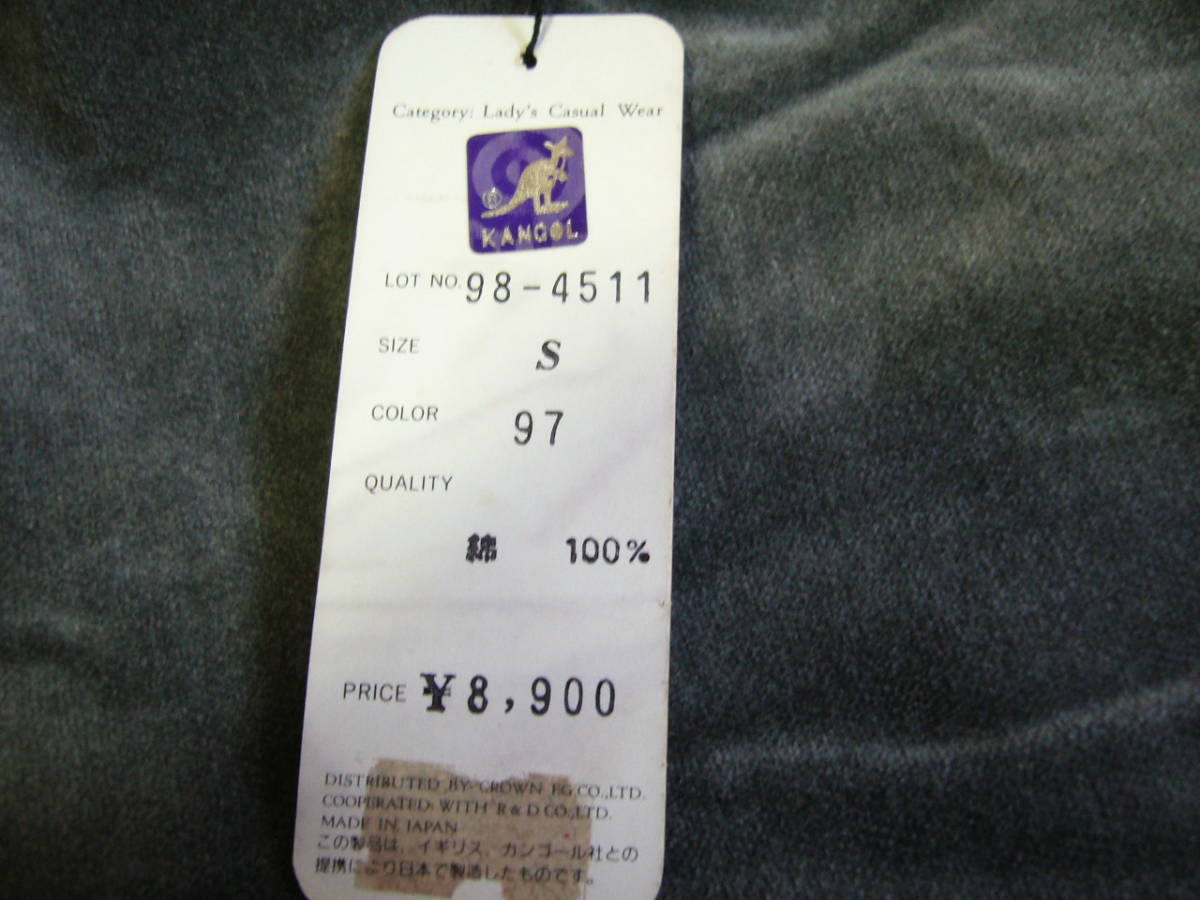 Category: Lady's Casual Wear
®
KANGOL
LOT NO. 98-4511
SIZE S
COLOR 97
QUALITY
綿 100%
PRICE ¥8,900
DISTRIBUTED BY CROWN FG CO.,LTD.
COOPERATED WITH R & D CO.,LTD.
MADE IN JAPAN
この製品は、イギリス、カンゴール社との
提携により日本で製造したものです。